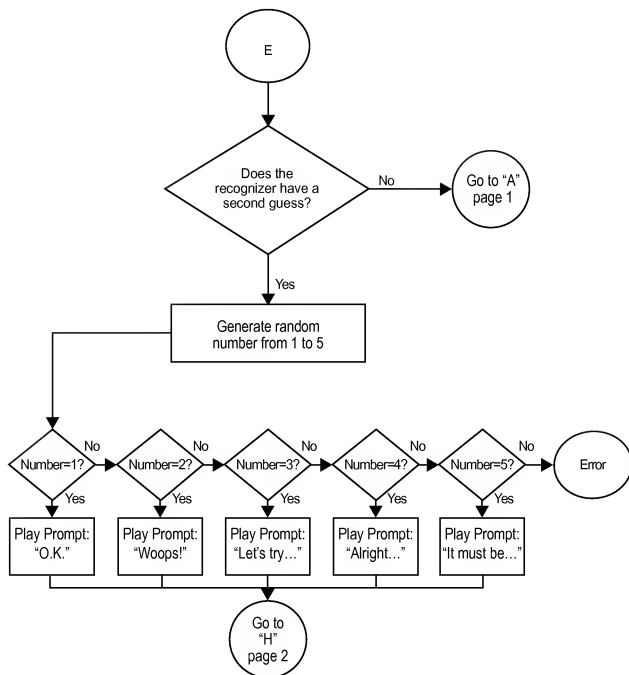 E
Does the
recognizer have a
second guess?
No
Go to “A”
page 1
Yes
Generate random
number from 1 to 5
Number=1?
No
Number=2?
No
Number=3?
No
Number=4?
No
Number=5?
No
Error
Yes
Yes
Yes
Yes
Yes
Play Prompt:
“O.K.”
Play Prompt:
“Woops!”
Play Prompt:
“Let’s try…”
Play Prompt:
“Alright…”
Play Prompt:
“It must be…”
Go to
“H”
page 2